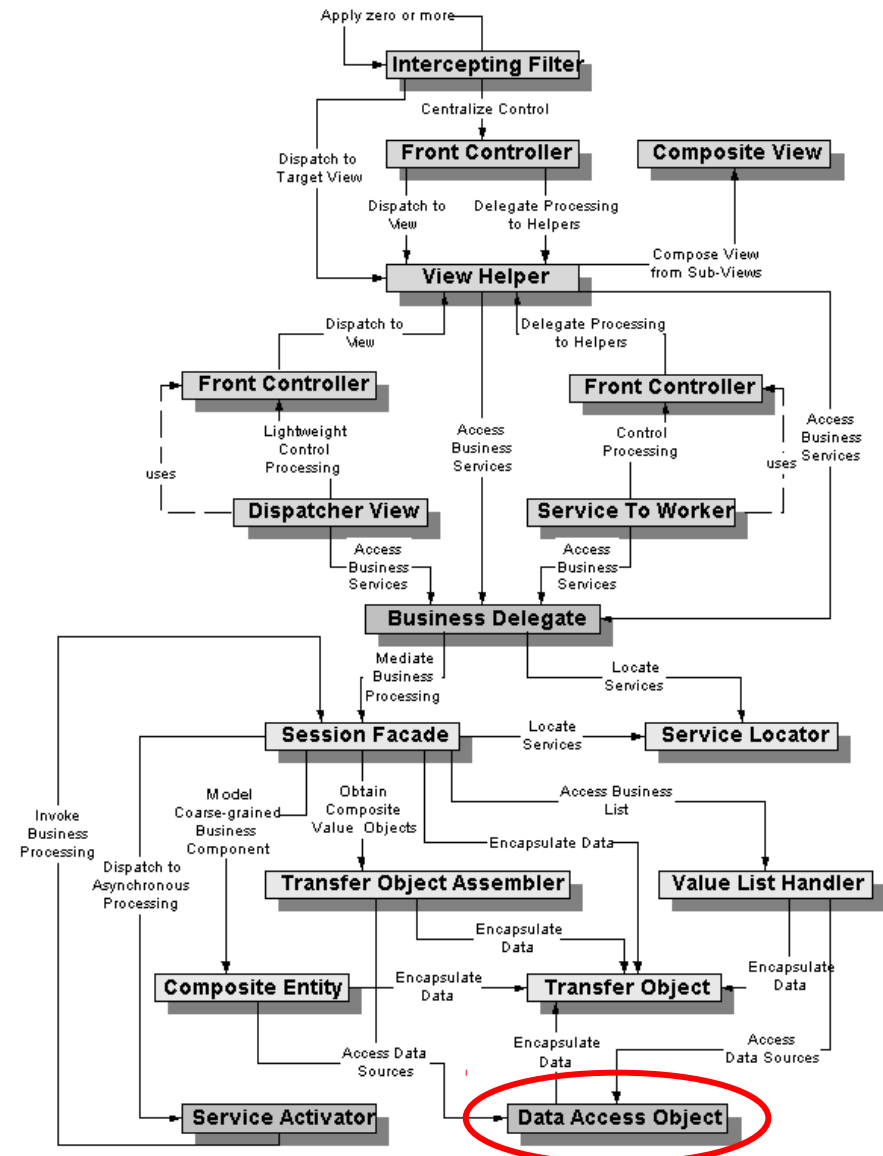 Apply zero or more
Intercepting Filter
Centralize Control
Dispatch to
Target View
Front Controller
Composite View
Dispatch to
View
Delegate Processing
to Helpers
Compose View
from Sub-Views
View Helper
Dispatch to
View
Delegate Processing
to Helpers
Front Controller
Front Controller
Lightweight
Control
Processing
Access
Business
Services
Control
Processing
Access
Business
Services
uses
uses
Dispatcher View
Service To Worker
Access
Business
Services
Access
Business
Services
Business Delegate
Mediate
Business
Processing
Locate
Services
Session Facade
Locate
Services
Service Locator
Invoke
Business
Processing
Model
Coarse-grained
Business
Component
Obtain
Composite
Value Objects
Access Business
List
Encapsulate Data
Dispatch to
Asynchronous
Processing
Transfer Object Assembler
Value List Handler
Encapsulate
Data
Composite Entity
Encapsulate
Data
Transfer Object
Encapsulate
Data
Access Data
Sources
Encapsulate
Data
Access
Data Sources
Service Activator
Data Access Object